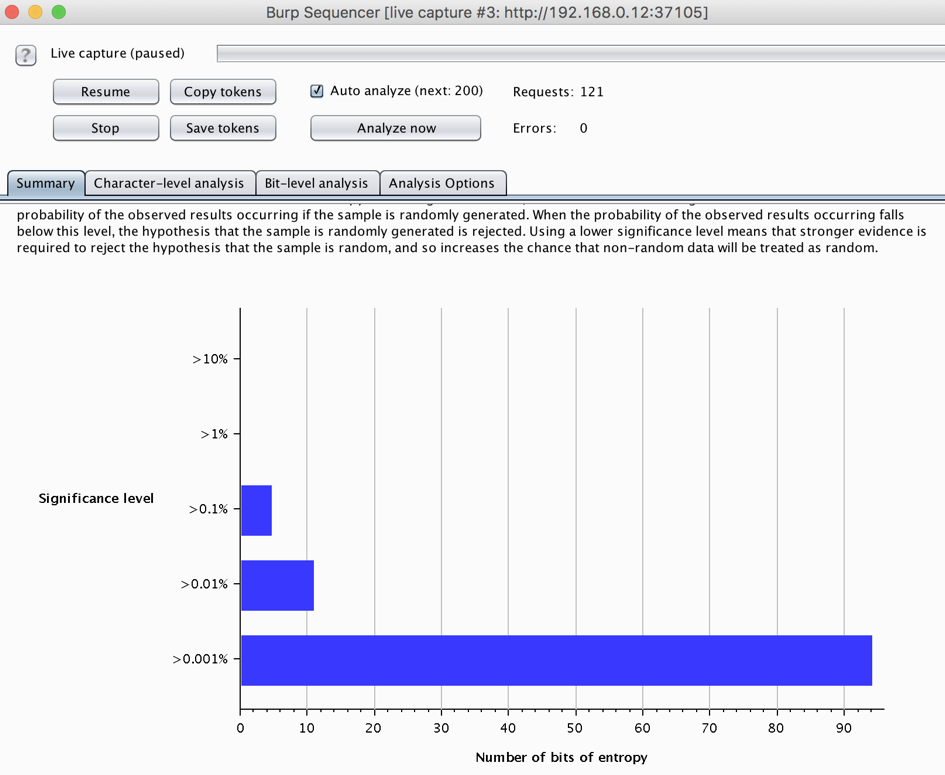 Burp Sequencer [live capture #3: http://192.168.0.12:37105]
? Live capture (paused)
Resume Copy tokens Auto analyze (next: 200) Requests: 121
Stop Save tokens Analyze now Errors: 0
Summary Character-level analysis Bit-level analysis Analysis Options
probability of the observed results occurring if the sample is randomly generated. When the probability of the observed results occurring falls
below this level, the hypothesis that the sample is randomly generated is rejected. Using a lower significance level means that stronger evidence is
required to reject the hypothesis that the sample is random, and so increases the chance that non-random data will be treated as random.
>10%
>1%
Significance level
>0.1%
>0.01%
>0.001%
0 10 20 30 40 50 60 70 80 90
Number of bits of entropy